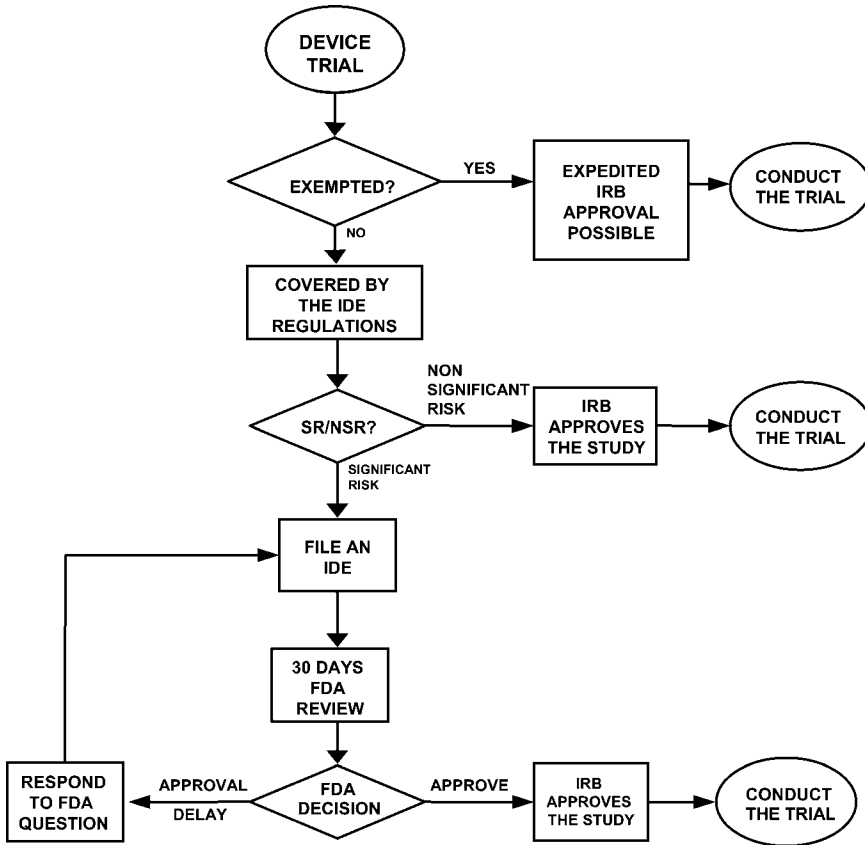 DEVICE
TRIAL
EXEMPTED?
YES
EXPEDITED
IRB
APPROVAL
POSSIBLE
CONDUCT
THE TRIAL
NO
COVERED BY
THE IDE
REGULATIONS
SR/NSR?
NON
SIGNIFICANT
RISK
IRB
APPROVES
THE STUDY
CONDUCT
THE TRIAL
SIGNIFICANT
RISK
FILE AN
IDE
30 DAYS
FDA
REVIEW
FDA
DECISION
APPROVAL
DELAY
RESPOND
TO FDA
QUESTION
APPROVE
IRB
APPROVES
THE STUDY
CONDUCT
THE TRIAL